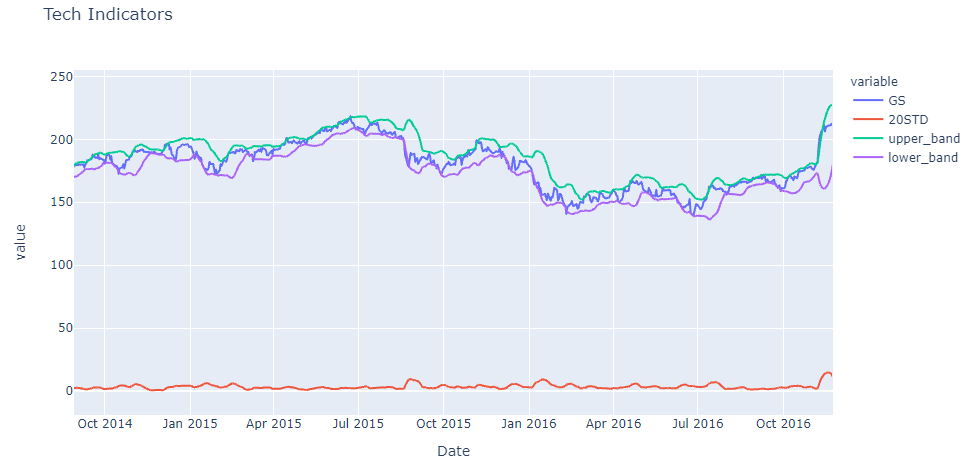 Tech Indicators
variable
GS
20STD
upper_band
lower_band
250
200
150
100
50
0
value
Oct 2014
Jan 2015
Apr 2015
Jul 2015
Oct 2015
Jan 2016
Apr 2016
Jul 2016
Oct 2016
Date